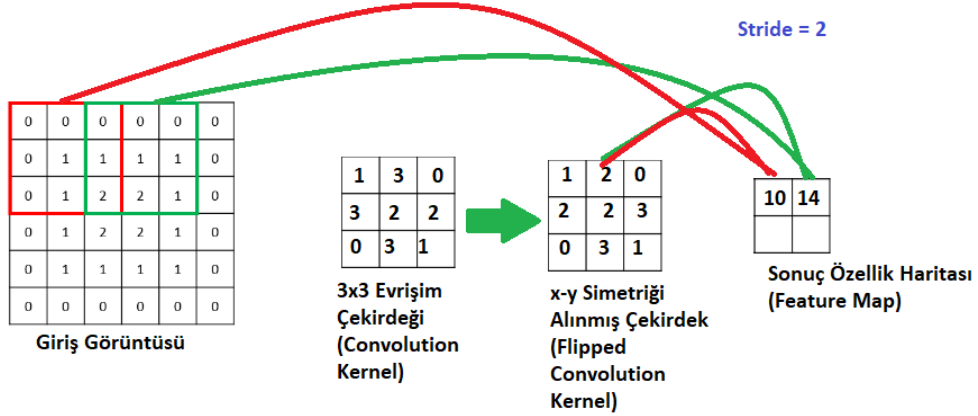 Stride = 2
0 0 0 0 0 0
0 1 1 1 1 0
0 1 2 2 1 0
0 1 2 2 1 0
0 1 1 1 1 0
0 0 0 0 0 0
Giriş Görüntüsü
1 3 0
3 2 2
0 3 1
3x3 Evrişim
Çekirdeği
(Convolution
Kernel)
1 2 0
2 2 3
0 3 1
x-y Simetriği
Alınmış Çekirdek
(Flipped
Convolution
Kernel)
10 14
Sonuç Özellik Haritası
(Feature Map)